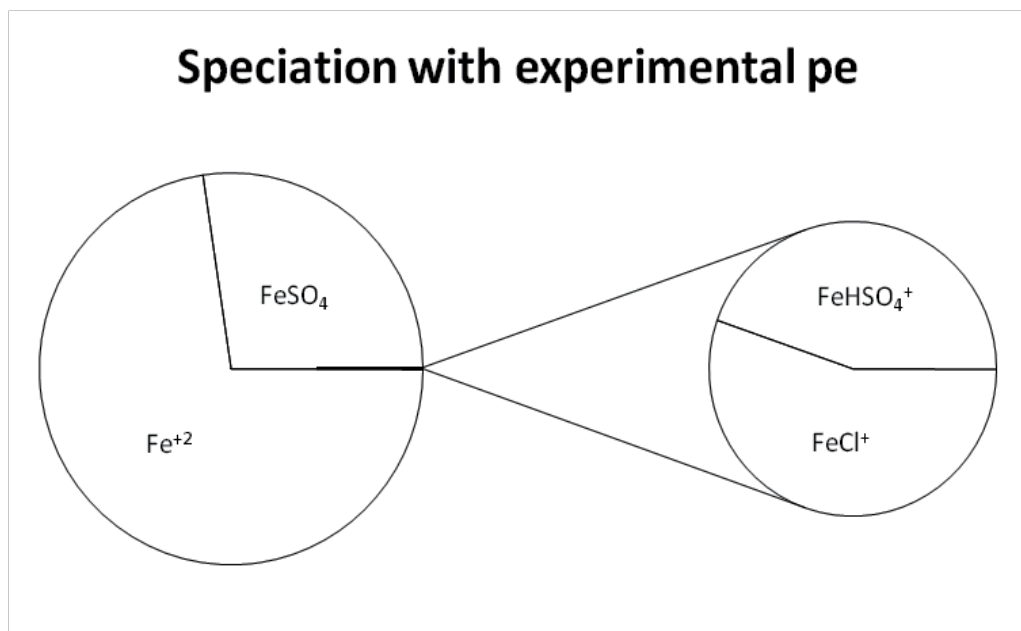 Speciation with experimental pe
FeSO₄
FeHSO₄⁺
Fe⁺²
FeCl⁺